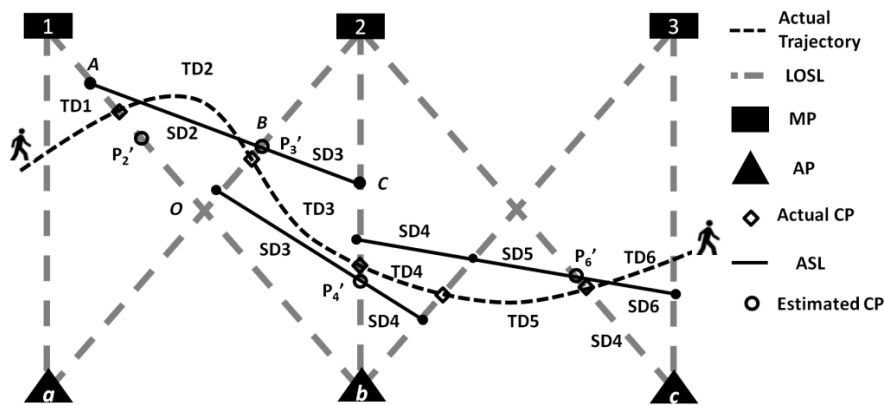 1
2
3
Actual
Trajectory
LOSL
MP
AP
Actual CP
ASL
Estimated CP
A
TD1
TD2
SD2
P2'
B
P3'
SD3
C
TD3
O
SD3
P4'
SD4
TD4
SD4
SD5
P6'
TD6
TD5
SD6
SD4
a
b
c